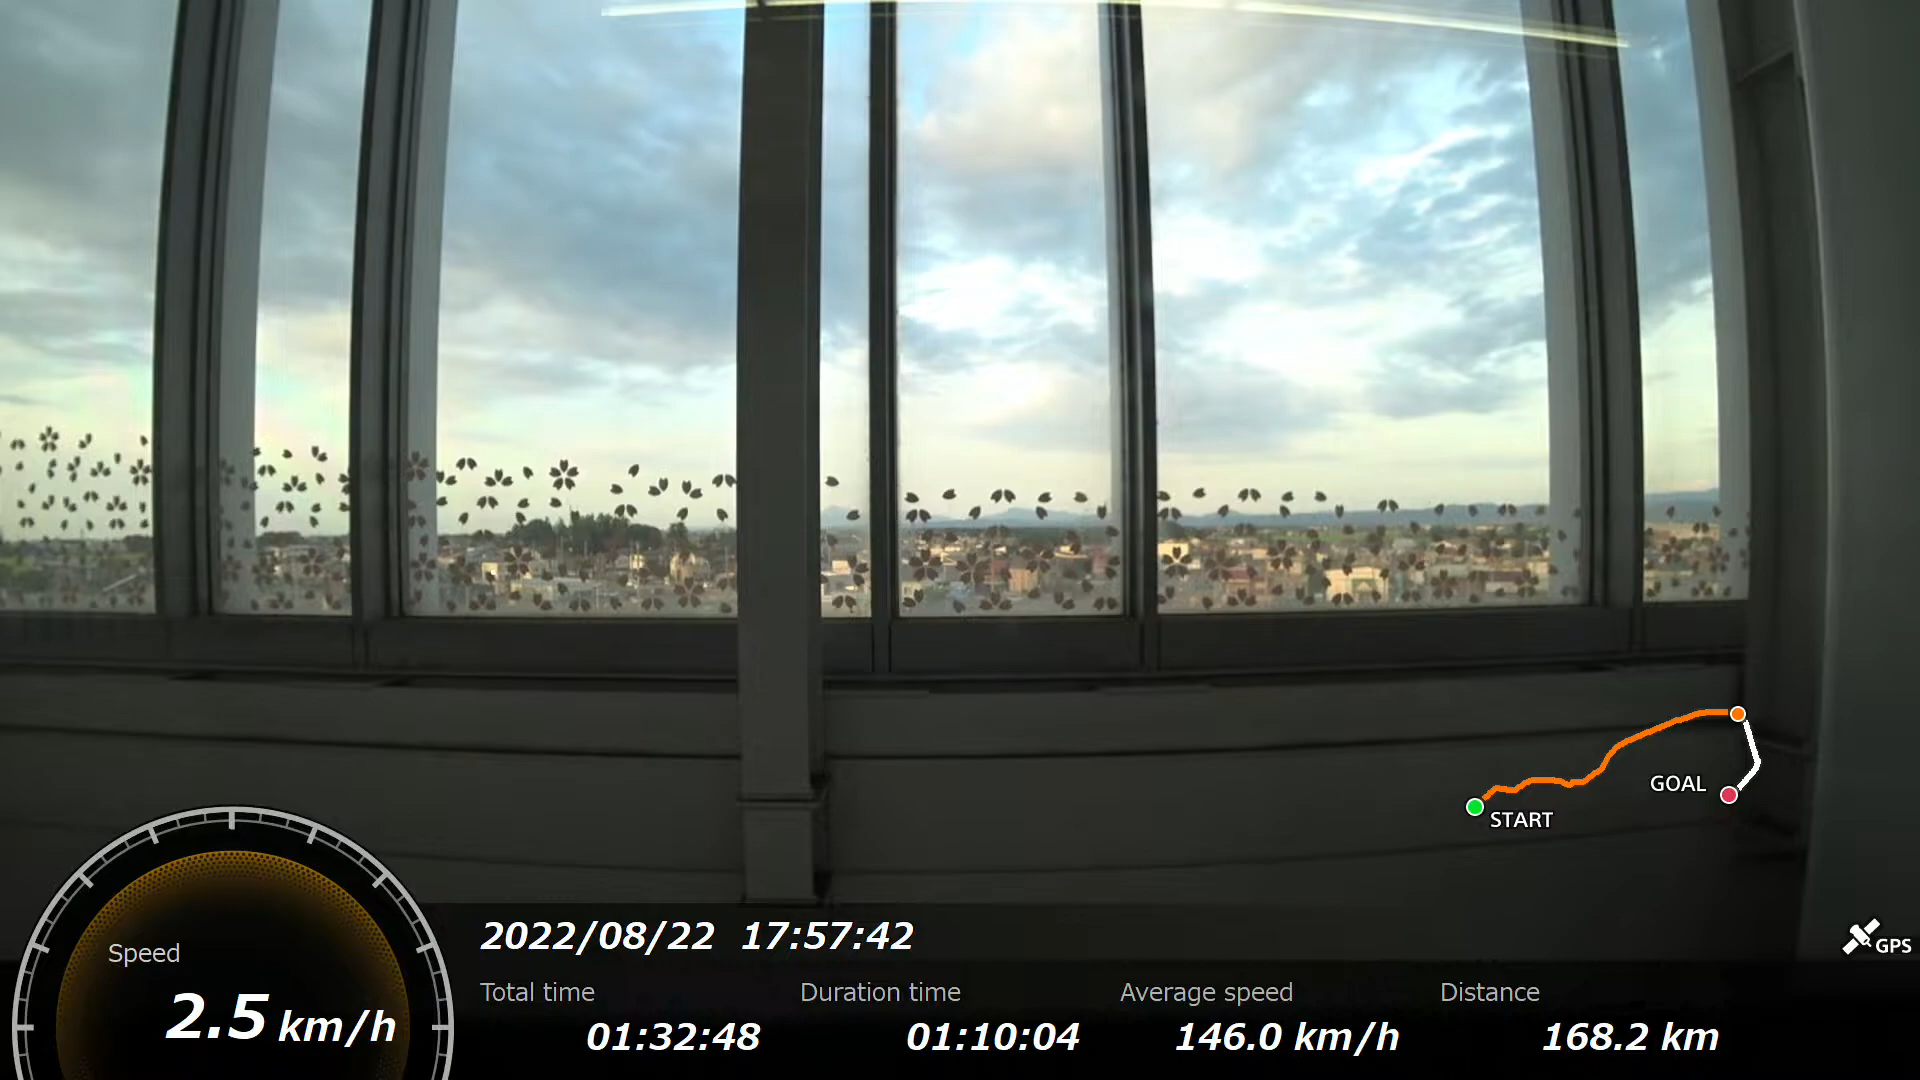 GOAL
START
GPS
Speed
2.5 km/h
2022/08/22 17:57:42
Total time
01:32:48
Duration time
01:10:04
Average speed
146.0 km/h
Distance
168.2 km